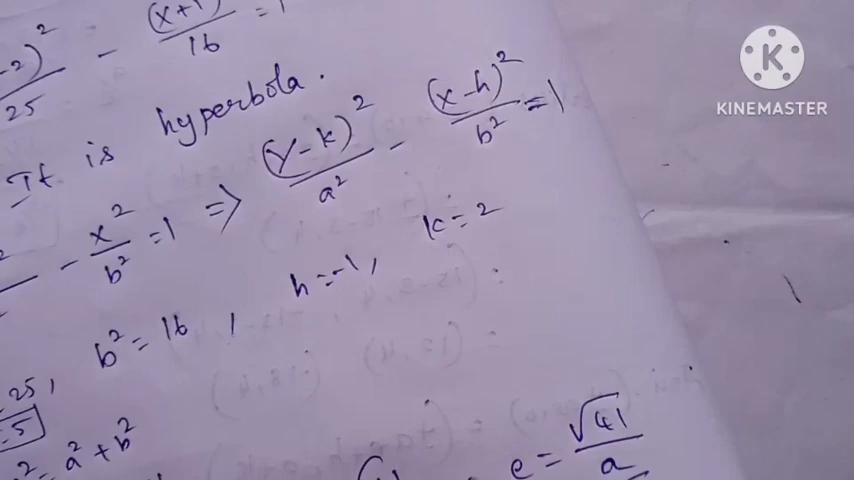 -2)² / 25 - (x+1) / 16 = 1
It is hyperbola.
- x²/b² = 1 ⇒ (y-k)²/a² - (x-h)²/b² = 1
25, b² = 16, h=-1, k=2
=5
² = a² + b²
e = √41/a
K
KINEMASTER